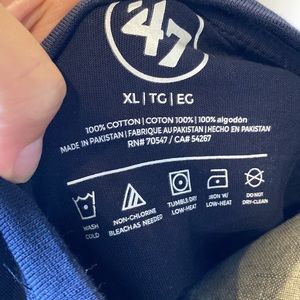 '47
XL | TG | EG
100% COTTON | COTON 100% | 100% algodón
MADE IN PAKISTAN | FABRIQUE AU PAKISTAN | HECHO EN PAKISTAN
RN# 70547 / CA# 54267
WASH COLD
NON-CHLORINE BLEACH AS NEEDED
TUMBLE DRY LOW-HEAT
IRON W/ LOW-HEAT
DO NOT DRY-CLEAN